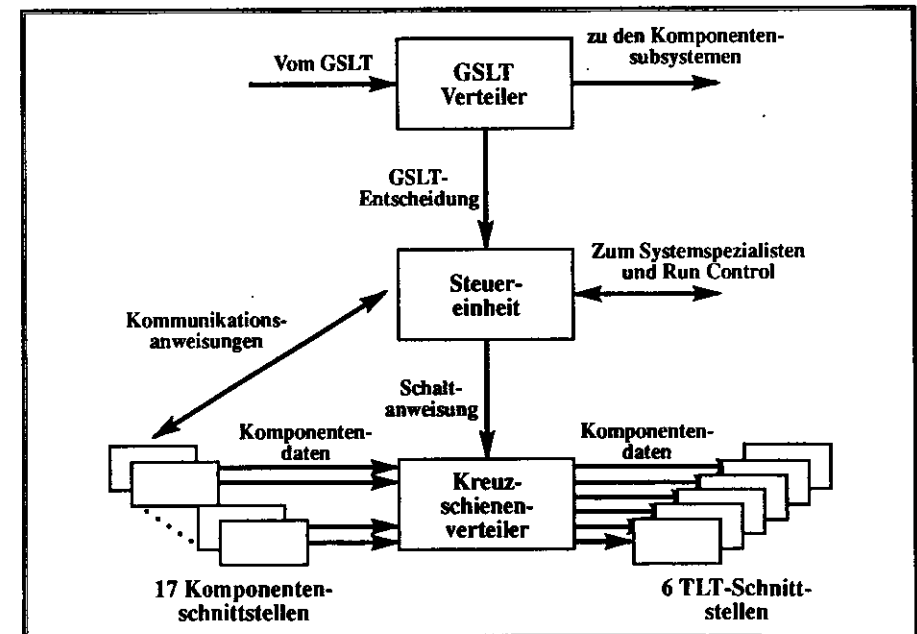 Vom GSLT
GSLT
Verteiler
zu den Komponenten-
subsystemen
GSLT-
Entscheidung
Steuer-
einheit
Zum Systemspezialisten
und Run Control
Kommunikations-
anweisungen
Schalt-
anweisung
Komponenten-
daten
Kreuz-
schienen-
verteiler
Komponenten-
daten
17 Komponenten-
schnittstellen
6 TLT-Schnitt-
stellen